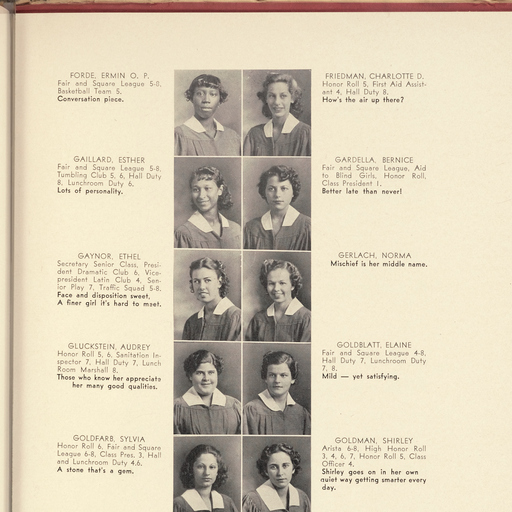 FORDE, ERMIN O. P.
Fair and Square League 5-8,
Basketball Team 5.
Conversation piece.
FRIEDMAN, CHARLOTTE D.
Honor Roll 5, First Aid Assist-
ant 4, Hall Duty 8.
How's the air up there?
GAILLARD, ESTHER
Fair and Square League 5-8,
Tumbling Club 5, 6, Hall Duty
8, Lunchroom Duty 6.
Lots of personality.
GARDELLA, BERNICE
Fair and Square League, Aid
to Blind Girls, Honor Roll,
Class President 1.
Better late than never!
GAYNOR, ETHEL
Secretary Senior Class, Presi-
dent Dramatic Club 6, Vice-
president Latin Club 4, Sen-
ior Play 7, Traffic Squad 5-8.
Face and disposition sweet,
A finer girl it's hard to meet.
GERLACH, NORMA
Mischief is her middle name.
GLUCKSTEIN, AUDREY
Honor Roll 5, 6, Sanitation In-
spector 7, Hall Duty 7, Lunch
Room Marshall 8.
Those who know her appreciate
her many good qualities.
GOLDBLATT, ELAINE
Fair and Square League 4-8,
Hall Duty 7, Lunchroom Duty
7, 8.
Mild — yet satisfying.
GOLDFARB, SYLVIA
Honor Roll 6, Fair and Square
League 6-8, Class Pres. 3, Hall
and Lunchroom Duty 4,6.
A stone that's a gem.
GOLDMAN, SHIRLEY
Arista 6-8, High Honor Roll
3, 4, 6, 7, Honor Roll 5, Class
Officer 4.
Shirley goes on in her own
quiet way getting smarter every
day.